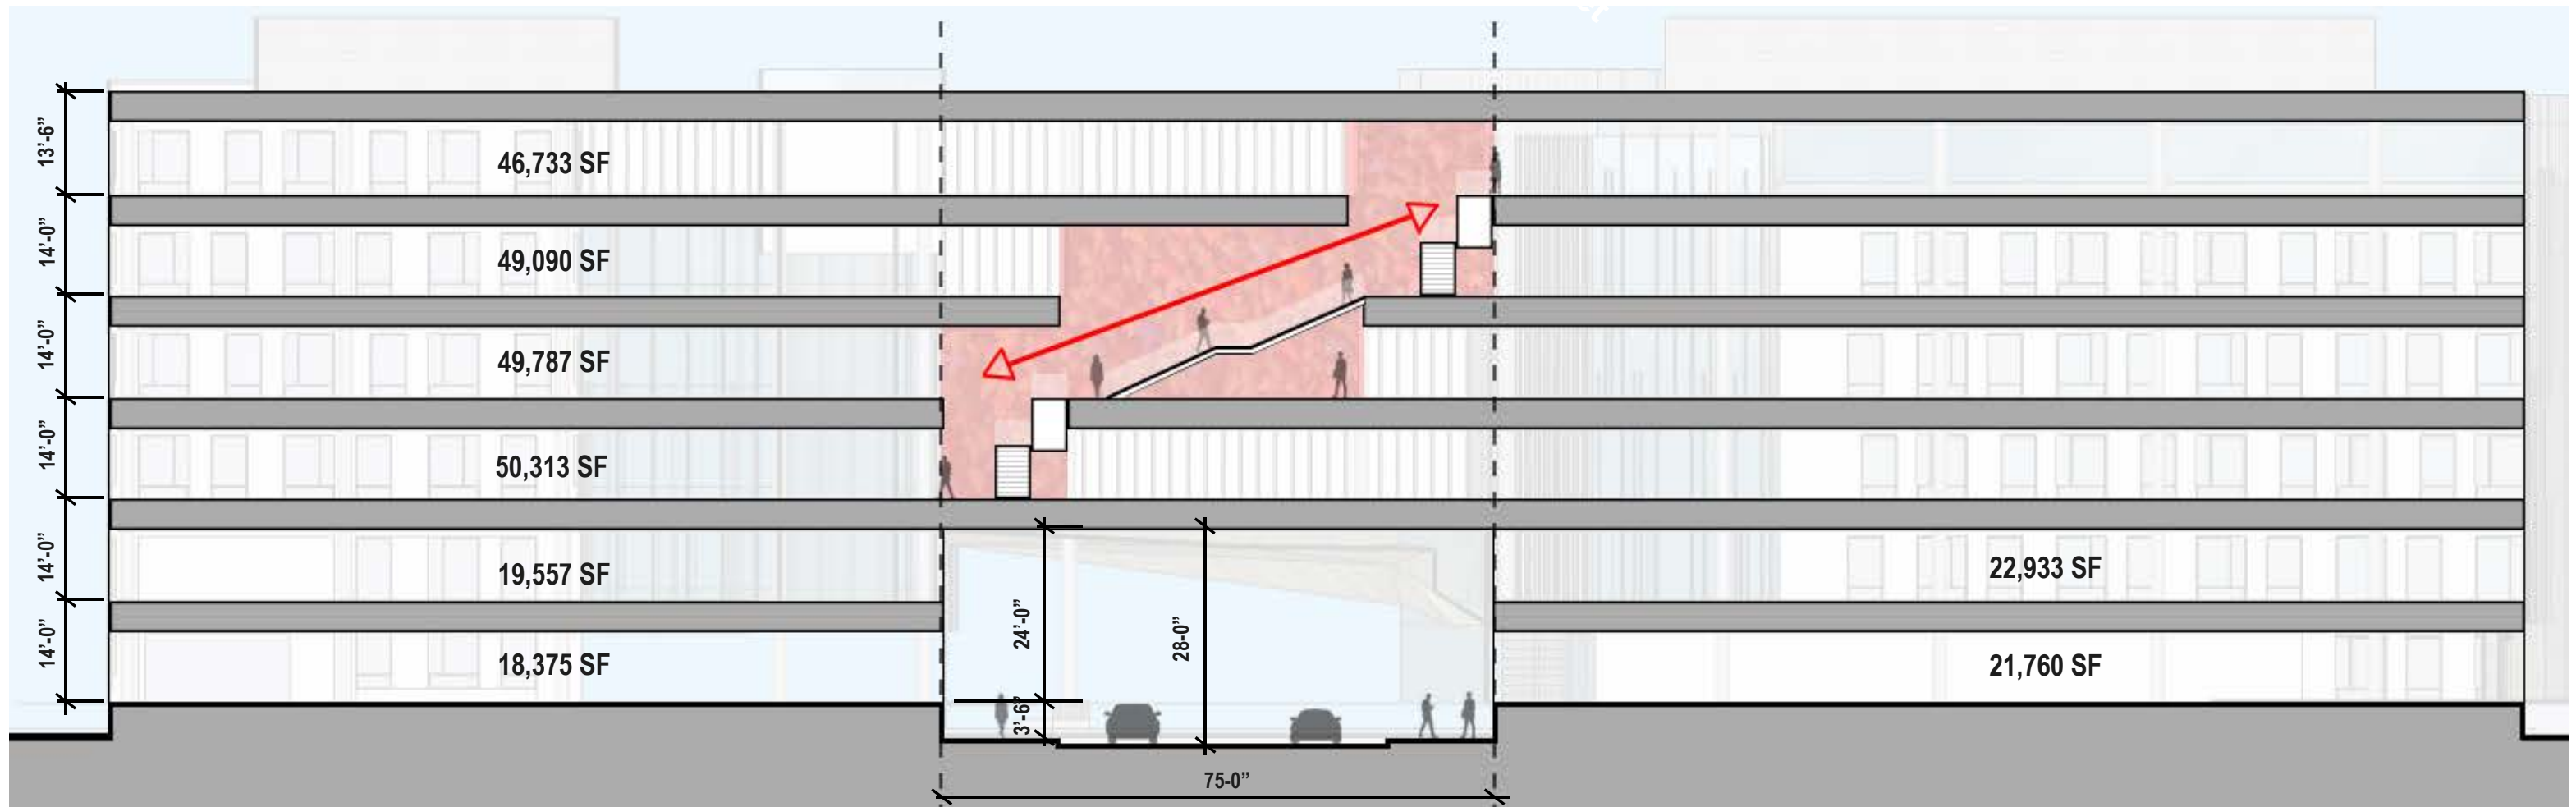 13'-6"
46,733 SF
14'-0"
49,090 SF
14'-0"
49,787 SF
14'-0"
50,313 SF
14'-0"
19,557 SF
22,933 SF
14'-0"
18,375 SF
24'-0"
28-0"
21,760 SF
3'-6"
75-0"